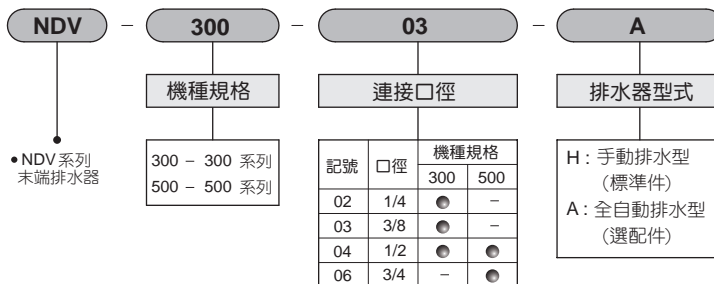 NDV – 300 – 03 – A
機種規格
連接口徑
排水器型式
• NDV 系列
末端排水器
300 – 300 系列
500 – 500 系列
記號 口徑 機種規格
300 500
02 1/4 ● –
03 3/8 ● –
04 1/2 ● ●
06 3/4 – ●
H : 手動排水型
(標準件)
A : 全自動排水型
(選配件)